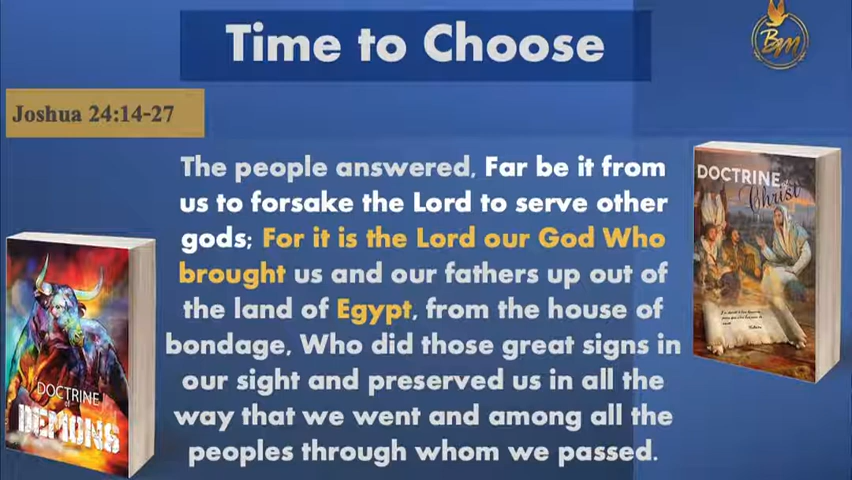 Time to Choose
BM
Joshua 24:14-27
The people answered, Far be it from
us to forsake the Lord to serve other
gods; For it is the Lord our God Who
brought us and our fathers up out of
the land of Egypt, from the house of
bondage, Who did those great signs in
our sight and preserved us in all the
way that we went and among all the
peoples through whom we passed.
DOCTRINE
of
DEMONS
DOCTRINE
of
Christ